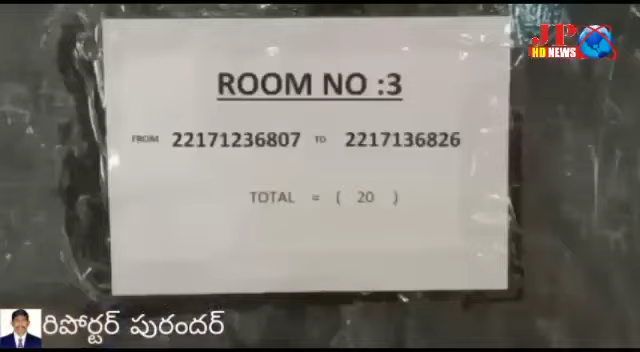 JP
HD NEWS
ROOM NO :3
FROM 22171236807 TO 2217136826
TOTAL = ( 20 )
రిపోర్టర్ పురందర్